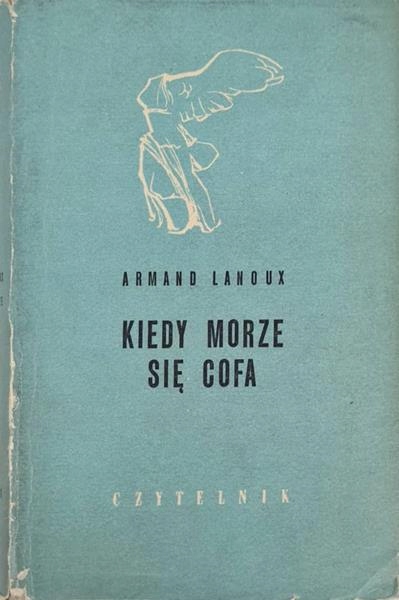 ARMAND LANOUX
KIEDY MORZE
SIĘ COFA
CZYTELNIK